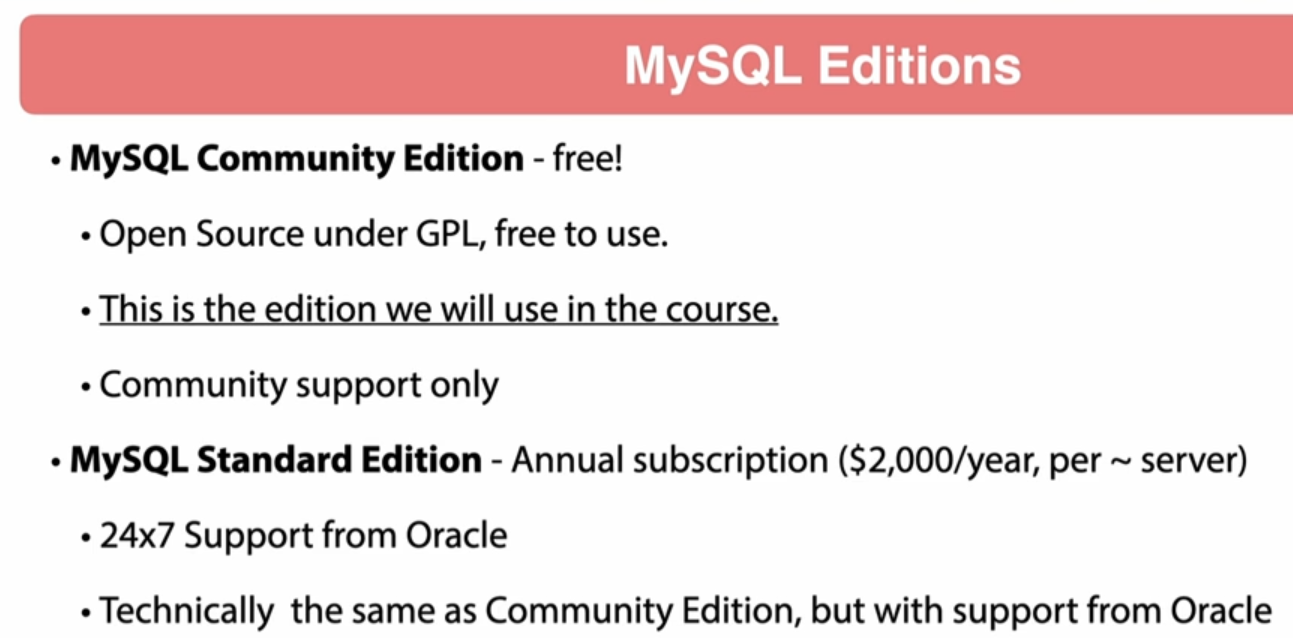 MySQL Editions
• MySQL Community Edition - free!
• Open Source under GPL, free to use.
• This is the edition we will use in the course.
• Community support only
• MySQL Standard Edition - Annual subscription ($2,000/year, per ~ server)
• 24x7 Support from Oracle
• Technically  the same as Community Edition, but with support from Oracle